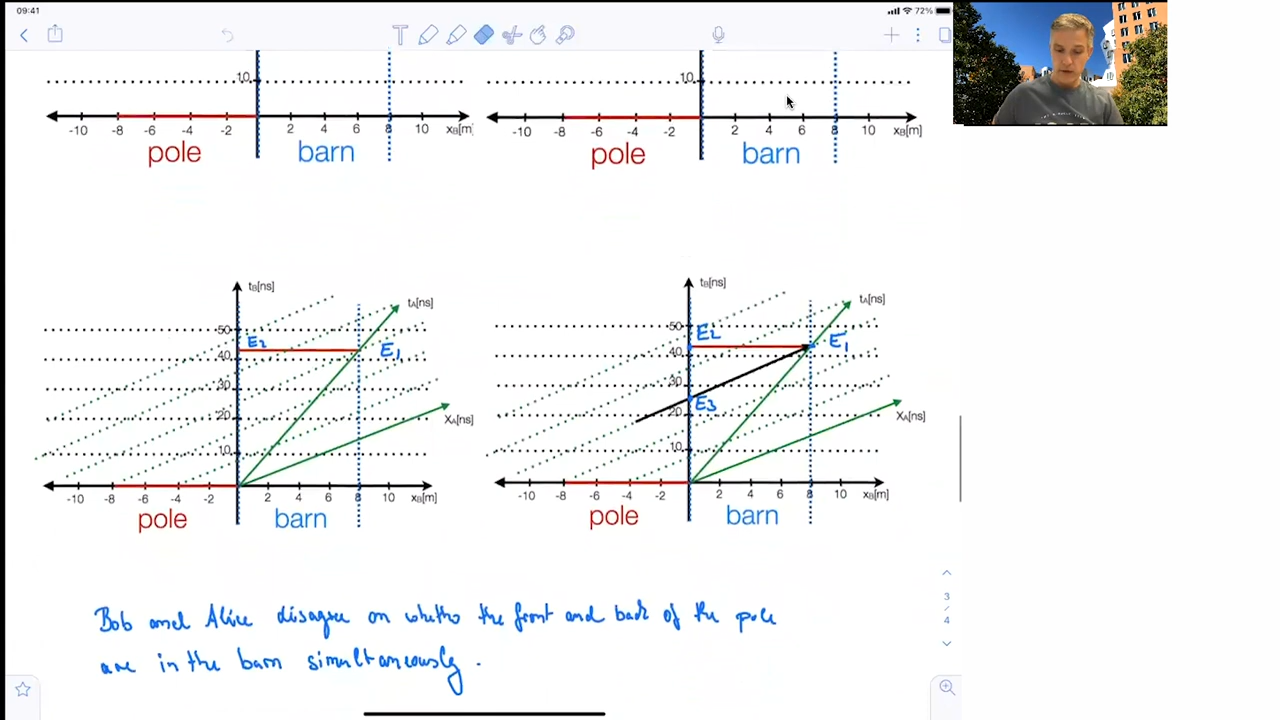 09:41
72%
10
10
-10 -8 -6 -4 -2 2 4 6 8 10 xB[m]
-10 -8 -6 -4 -2 2 4 6 8 10 xB[m]
pole barn
pole barn
tB[ns]
tA[ns]
50
E2
E1
40
30
20
XA[ns]
10
-10 -8 -6 -4 -2 2 4 6 8 10 xB[m]
pole barn
tB[ns]
tA[ns]
50
E2
E1
40
30
E3
20
XA[ns]
10
-10 -8 -6 -4 -2 2 4 6 8 10 xB[m]
pole barn
3
/
4
Bob and Alice disagree on whether the front and back of the pole
are in the barn simultaneously.